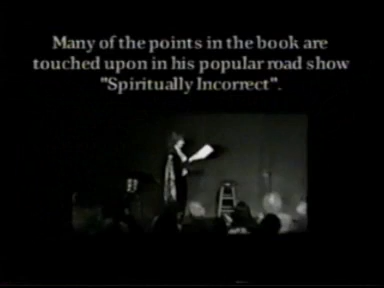 Many of the points in the book are
touched upon in his popular road show
"Spiritually Incorrect".